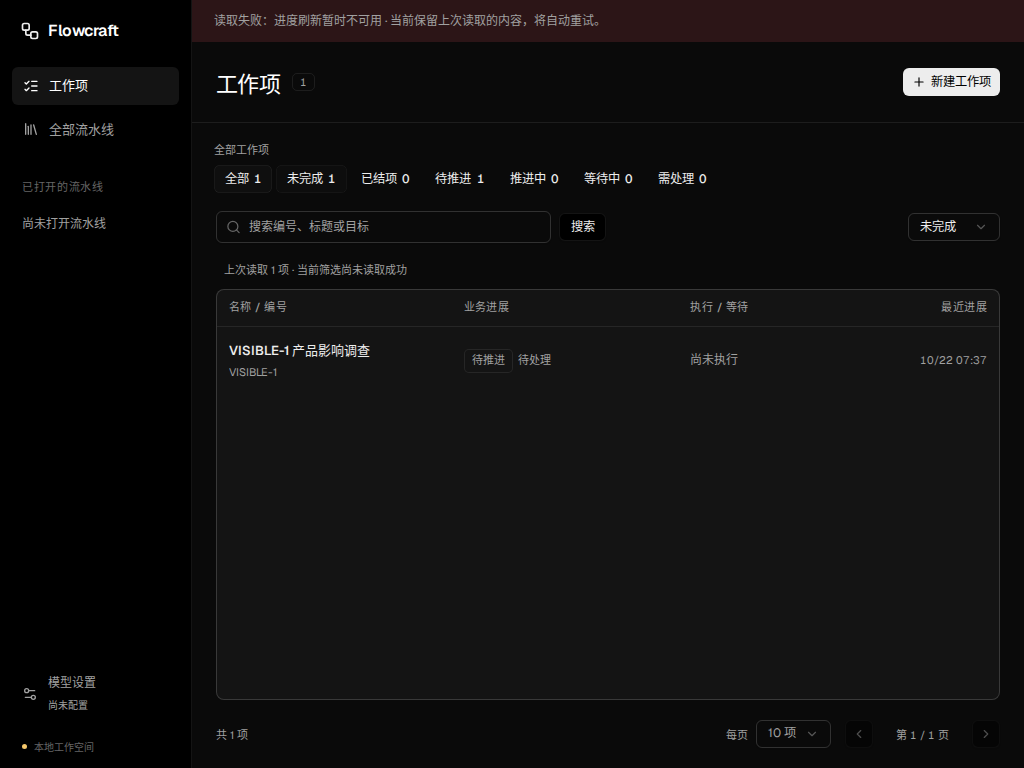 Flowcraft
工作项
全部流水线
已打开的流水线
尚未打开流水线
模型设置
尚未配置
本地工作空间
读取失败：进度刷新暂时不可用 · 当前保留上次读取的内容，将自动重试。
工作项 1
新建工作项
全部工作项
全部 1 未完成 1 已结项 0 待推进 1 推进中 0 等待中 0 需处理 0
搜索编号、标题或目标 搜索 未完成
上次读取 1 项 · 当前筛选尚未读取成功
名称 / 编号 业务进展 执行 / 等待 最近进展
VISIBLE-1 产品影响调查
VISIBLE-1
待推进 待处理 尚未执行 10/22 07:37
共 1 项 每页 10 项 第 1 / 1 页